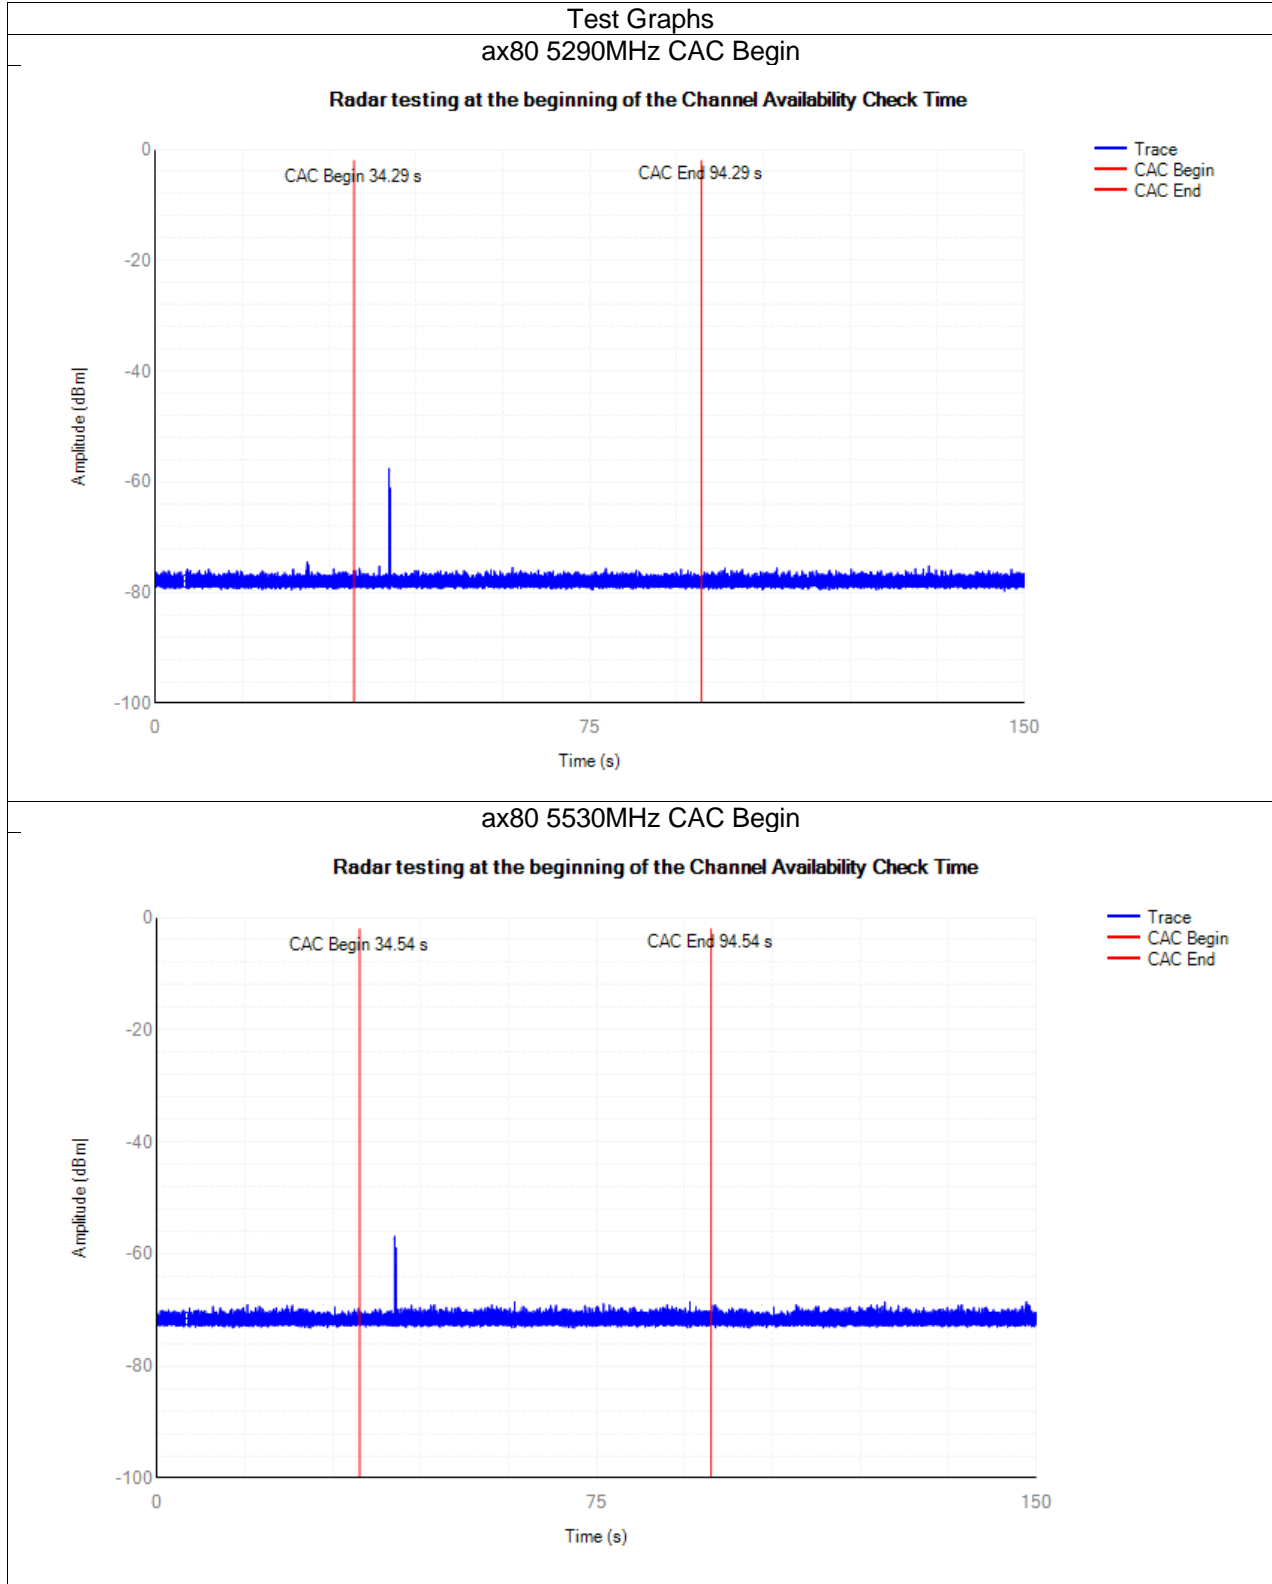 Test Graphs
ax80 5290MHz CAC Begin
Radar testing at the beginning of the Channel Availability Check Time
0
-20
-40
-60
-80
-100
Amplitude (dBm|
CAC Begin 34.29 s
CAC End 94.29 s
Trace
CAC Begin
CAC End
0 75 150
Time (s)
ax80 5530MHz CAC Begin
Radar testing at the beginning of the Channel Availability Check Time
0
-20
-40
-60
-80
-100
Amplitude (dBm|
CAC Begin 34.54 s
CAC End 94.54 s
Trace
CAC Begin
CAC End
0 75 150
Time (s)